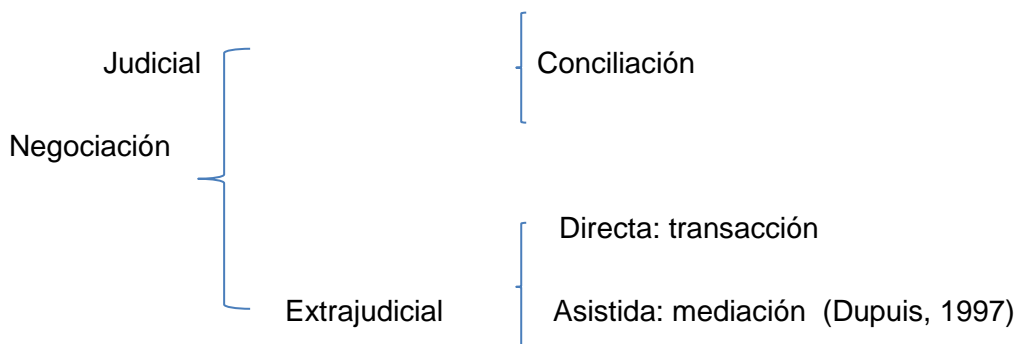 Judicial
Conciliación
Negociación
Directa: transacción
Extrajudicial
Asistida: mediación (Dupuis, 1997)